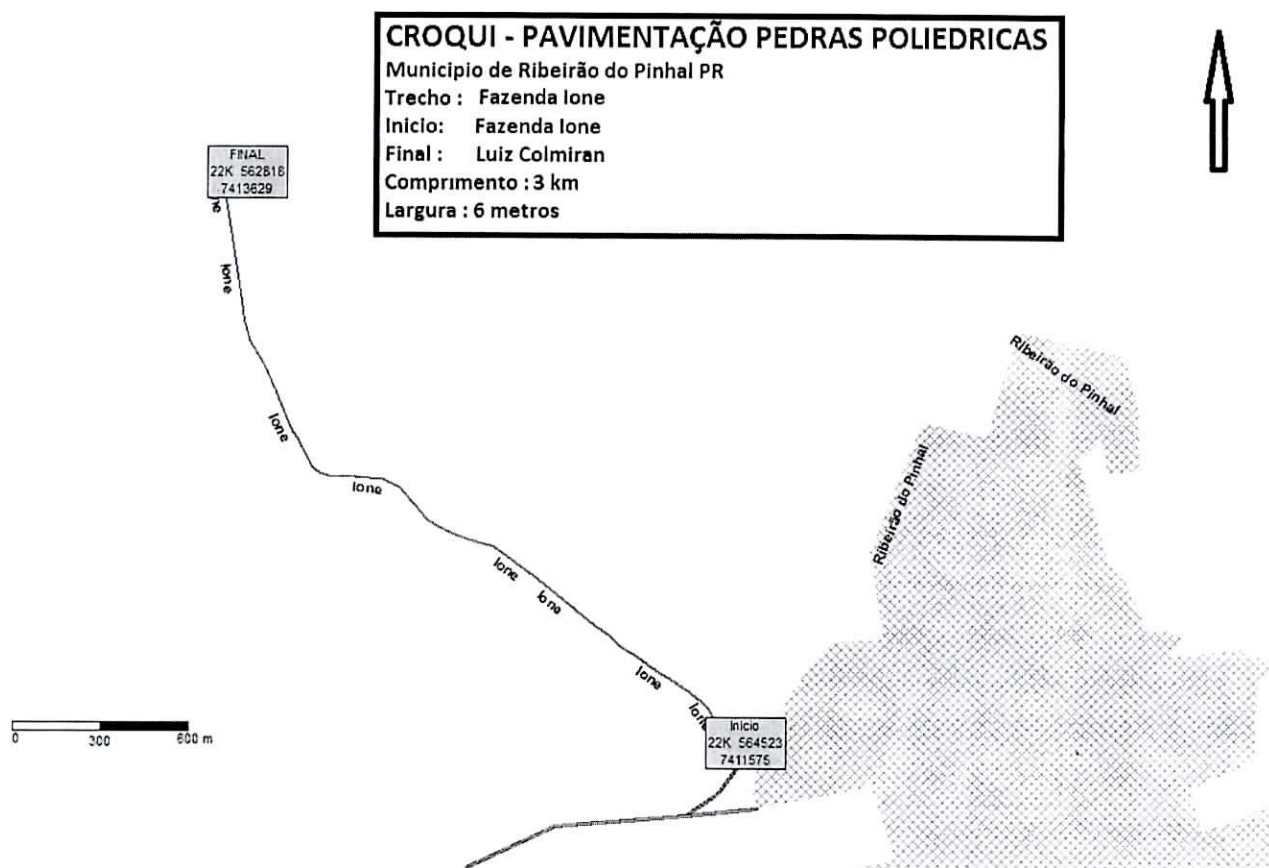 CROQUI - PAVIMENTAÇÃO PEDRAS POLIEDRICAS
Municipio de Ribeirão do Pinhal PR
Trecho : Fazenda Ione
Inicio: Fazenda Ione
Final : Luiz Colmiran
Comprimento : 3 km
Largura : 6 metros
FINAL
22K 562818
7413629
ne
Ione
Ione
Ione
Ione
Ione
Ione
Ione
Ribeirão do Pinhal
Ribeirão do Pinhal
Inicio
22K 564523
7411575
0 300 600 m